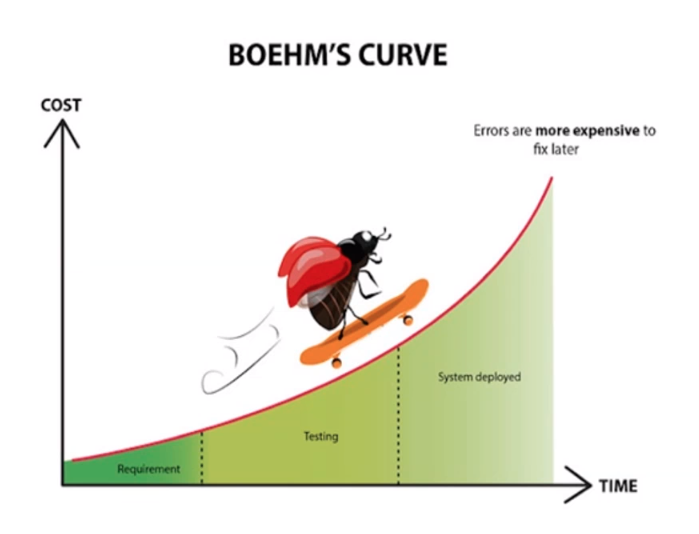 BOEHM'S CURVE
COST
Errors are more expensive to
fix later
System deployed
Testing
Requirement
TIME